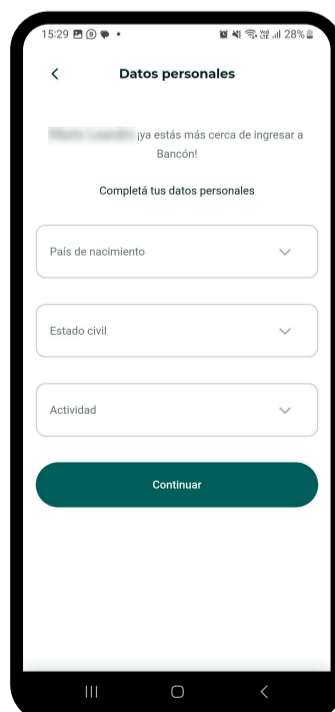 15:29 28%
Datos personales
¡ya estás más cerca de ingresar a
Bancón!
Completá tus datos personales
País de nacimiento
Estado civil
Actividad
Continuar